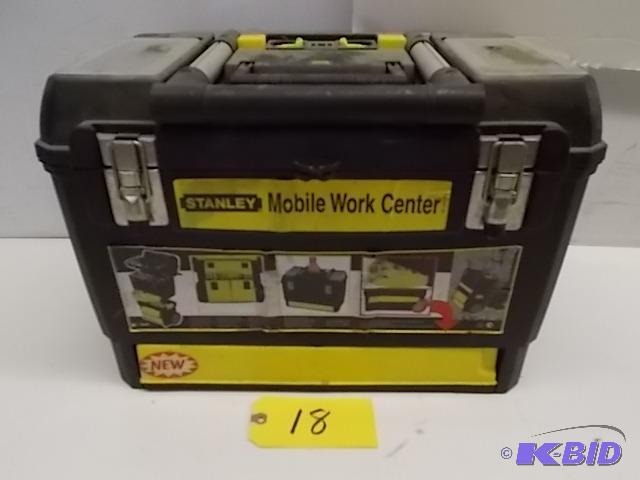 STANLEY Mobile Work Center!
NEW
18
© K-BID